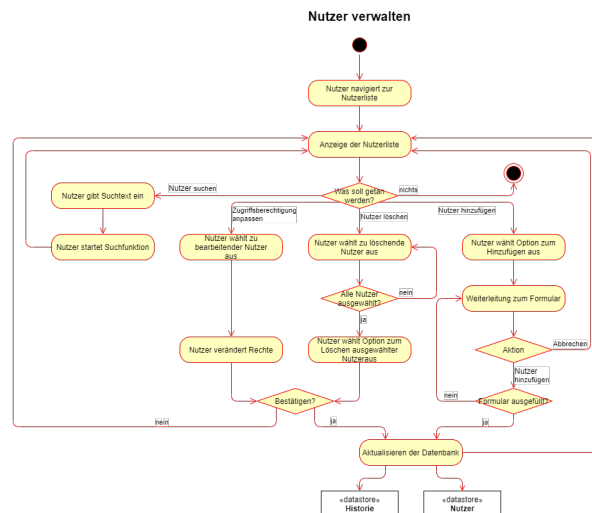 Nutzer verwalten
Nutzer navigiert zur
Nutzerliste
Anzeige der Nutzerliste
Was soll getan
werden?
nichts
Nutzer suchen
Nutzer gibt Suchtext ein
Nutzer startet Suchfunktion
Zugriffsberechtigung
anpassen
Nutzer löschen
Nutzer hinzufügen
Nutzer wählt zu
bearbeitender Nutzer
aus
Nutzer wählt zu löschende
Nutzer aus
Nutzer wählt Option zum
Hinzufügen aus
Alle Nutzer
ausgewählt?
nein
ja
Weiterleitung zum Formular
Nutzer verändert Rechte
Nutzer wählt Option zum
Löschen ausgewählter
Nutzeraus
Aktion
Abbrechen
Nutzer
hinzufügen
Bestätigen?
nein
ja
Formular ausgefüllt?
nein
ja
Aktualisieren der Datenbank
«datastore»
Historie
«datastore»
Nutzer